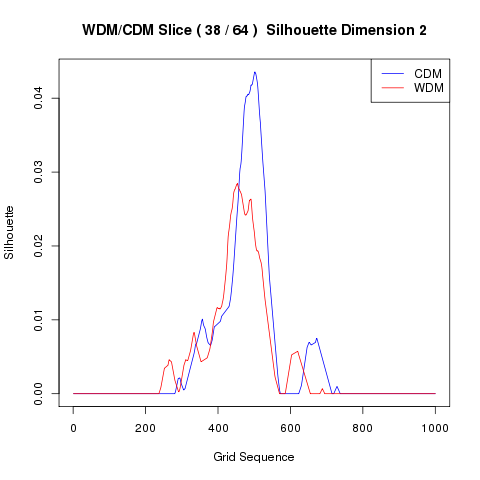 WDM/CDM Slice ( 38 / 64 )  Silhouette Dimension 2
CDM
WDM
Silhouette
0.04
0.03
0.02
0.01
0.00
0 200 400 600 800 1000
Grid Sequence